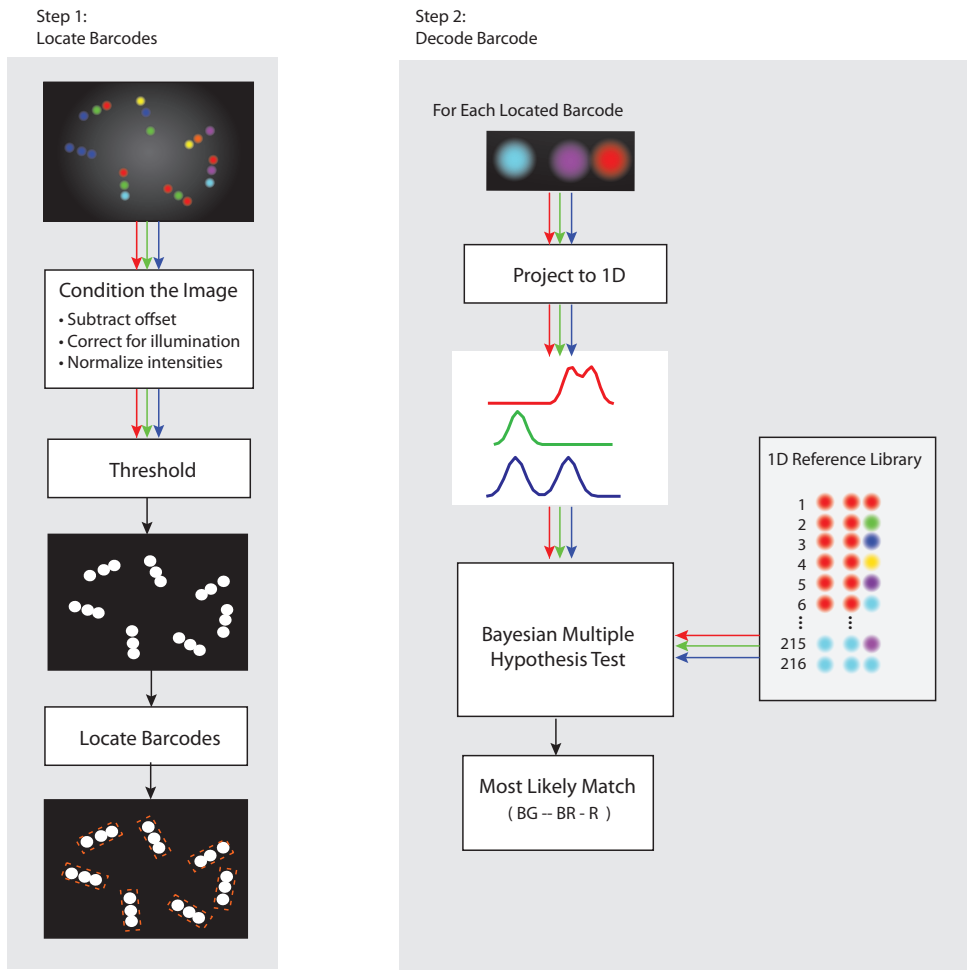 Step 1:
Locate Barcodes
Condition the Image
• Subtract offset
• Correct for illumination
• Normalize intensities
Threshold
Locate Barcodes
Step 2:
Decode Barcode
For Each Located Barcode
Project to 1D
Bayesian Multiple
Hypothesis Test
Most Likely Match
( BG -- BR - R )
1D Reference Library
1
2
3
4
5
6
⋮ ⋮
215
216